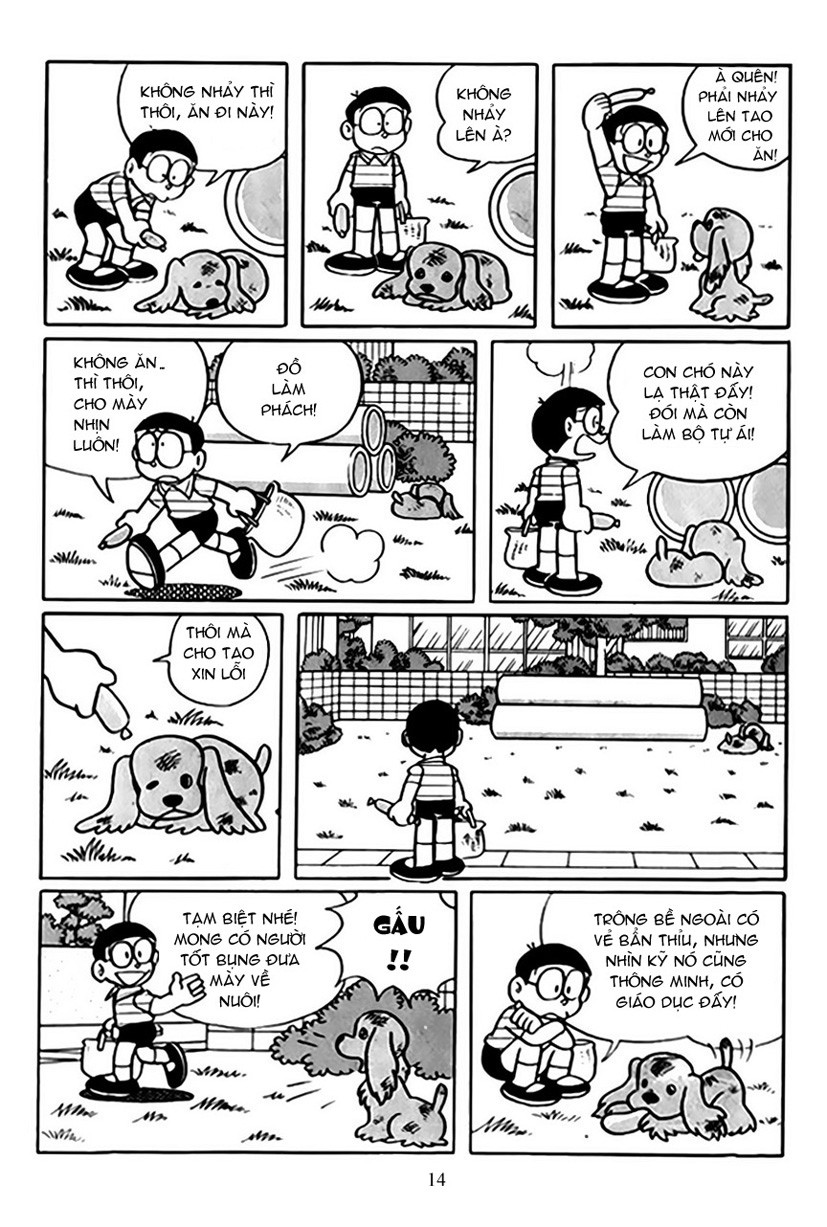 À QUÊN!
PHẢI NHẢY
LÊN TAO
MỚI CHO
ĂN!
KHÔNG
NHẢY
LÊN À?
KHÔNG NHẢY THÌ
THÔI, ĂN ĐI NÀY!
CON CHÓ NÀY
LẠ THẬT ĐẤY!
ĐÓI MÀ CÒN
LÀM BỘ TỰ ÁI!
ĐỒ
LÀM
PHÁCH!
KHÔNG ĂN..
THÌ THÔI,
CHO MÀY
NHỊN
LUÔN!
THÔI MÀ
CHO TAO
XIN LỖI
TRÔNG BỀ NGOÀI CÓ
VẺ BẨN THỈU, NHƯNG
NHÌN KỸ NÓ CŨNG
THÔNG MINH, CÓ
GIÁO DỤC ĐẤY!
GẤU
!!
TẠM BIỆT NHÉ!
MONG CÓ NGƯỜI
TỐT BỤNG ĐƯA
MÀY VỀ
NUÔI!
14